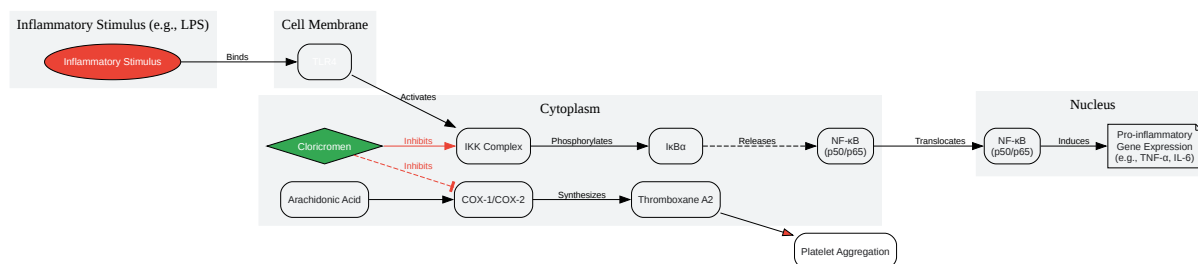 Inflammatory Stimulus (e.g., LPS)
Inflammatory Stimulus
Binds
Cell Membrane
TLR4
Activates
Cytoplasm
Cloricromen
Inhibits
Inhibits
IKK Complex
Phosphorylates
IκBα
Releases
NF-κB
(p50/p65)
Translocates
Nucleus
NF-κB
(p50/p65)
Induces
Pro-inflammatory
Gene Expression
(e.g., TNF-α, IL-6)
Arachidonic Acid
COX-1/COX-2
Synthesizes
Thromboxane A2
Platelet Aggregation